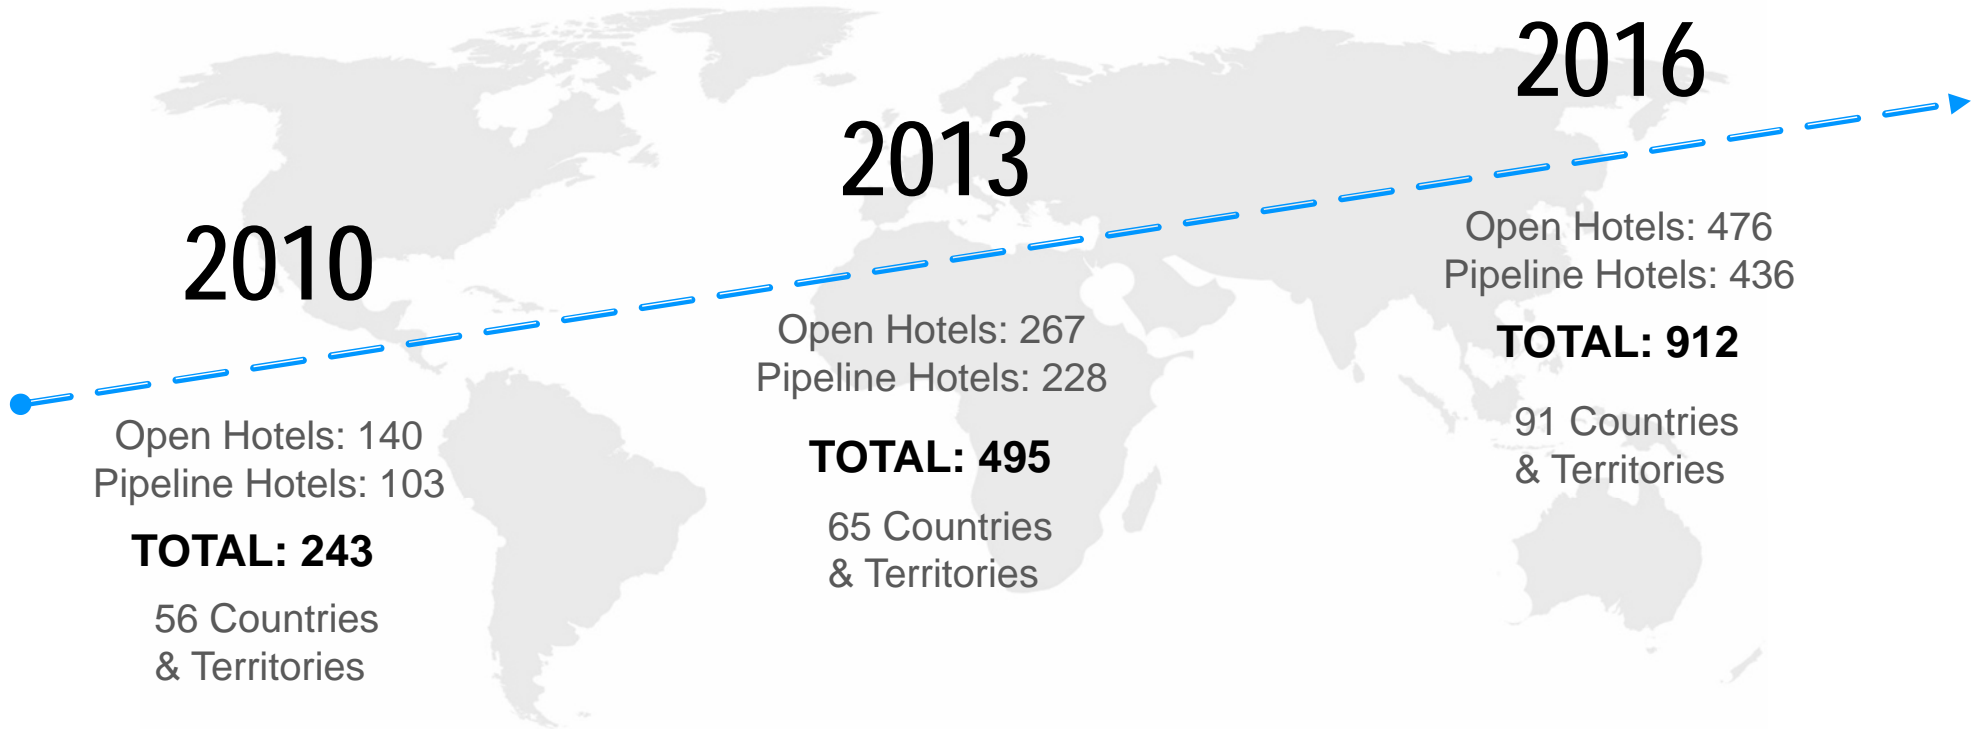 2010
Open Hotels: 140
Pipeline Hotels: 103
TOTAL: 243
56 Countries
& Territories
2013
Open Hotels: 267
Pipeline Hotels: 228
TOTAL: 495
65 Countries
& Territories
2016
Open Hotels: 476
Pipeline Hotels: 436
TOTAL: 912
91 Countries
& Territories